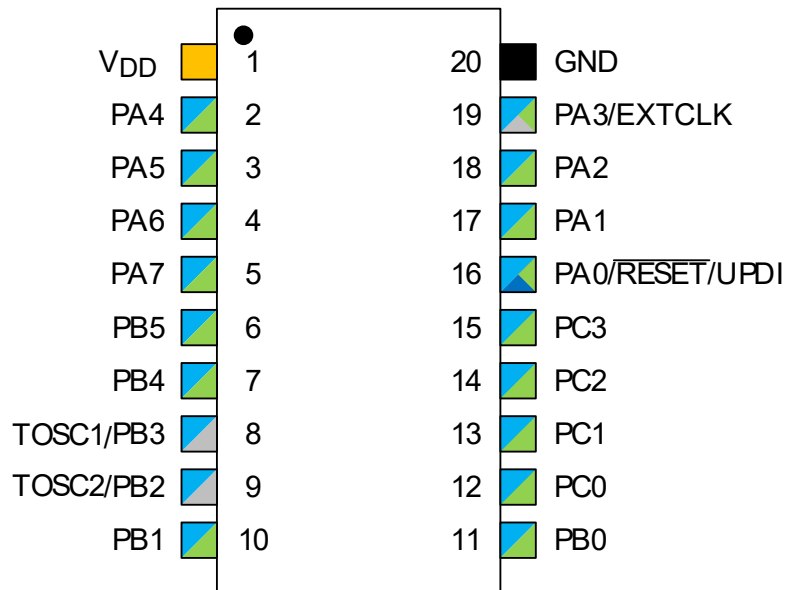 VDD 1 20 GND
PA4 2 19 PA3/EXTCLK
PA5 3 18 PA2
PA6 4 17 PA1
PA7 5 16 PA0/RESET/UPDI
PB5 6 15 PC3
PB4 7 14 PC2
TOSC1/PB3 8 13 PC1
TOSC2/PB2 9 12 PC0
PB1 10 11 PB0